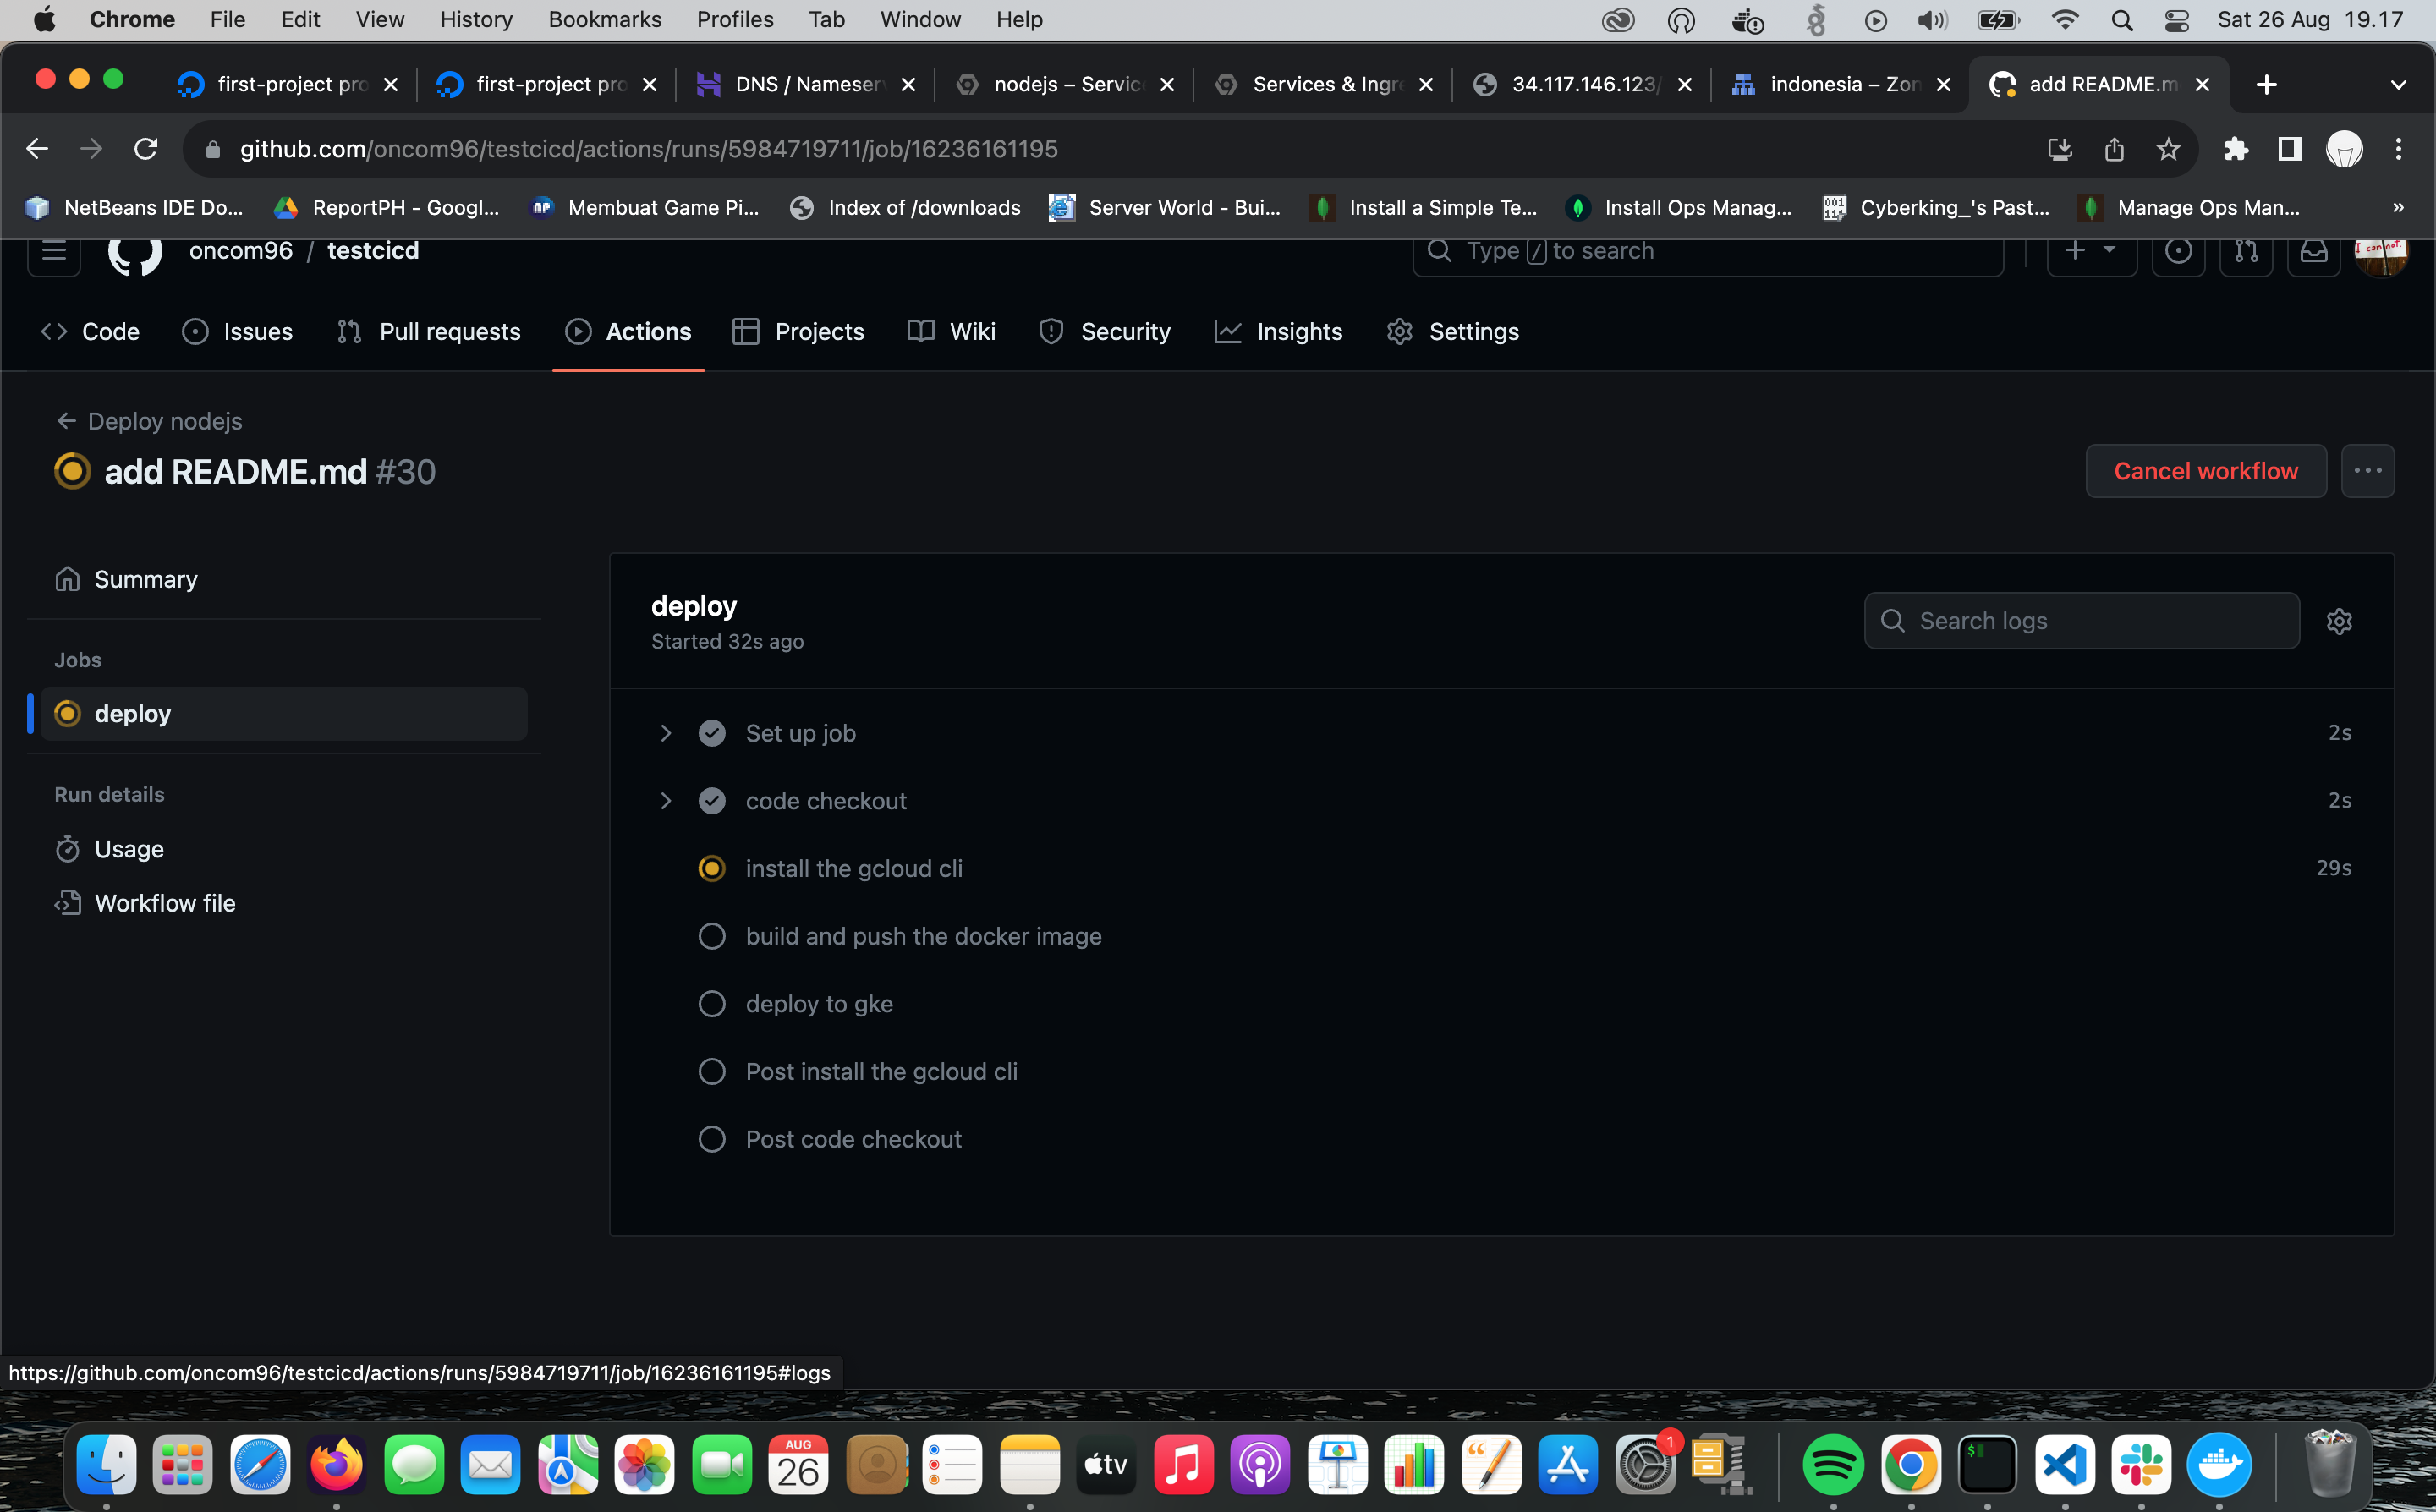 Chrome File Edit View History Bookmarks Profiles Tab Window Help Sat 26 Aug 19.17
first-project pro first-project pro DNS / Nameserv nodejs – Servic Services & Ingre 34.117.146.123/ indonesia – Zon add README.m
github.com/oncom96/testcicd/actions/runs/5984719711/job/16236161195
NetBeans IDE Do... ReportPH - Googl... Membuat Game Pi... Index of /downloads Server World - Bui... Install a Simple Te... Install Ops Manag... Cyberking_'s Past... Manage Ops Man... »
oncom96 / testcicd Type / to search
Code Issues Pull requests Actions Projects Wiki Security Insights Settings
← Deploy nodejs
add README.md #30
Cancel workflow
Summary
Jobs
deploy
Run details
Usage
Workflow file
deploy
Started 32s ago
Search logs
Set up job 2s
code checkout 2s
install the gcloud cli 29s
build and push the docker image
deploy to gke
Post install the gcloud cli
Post code checkout
https://github.com/oncom96/testcicd/actions/runs/5984719711/job/16236161195#logs
AUG
26
tv
1